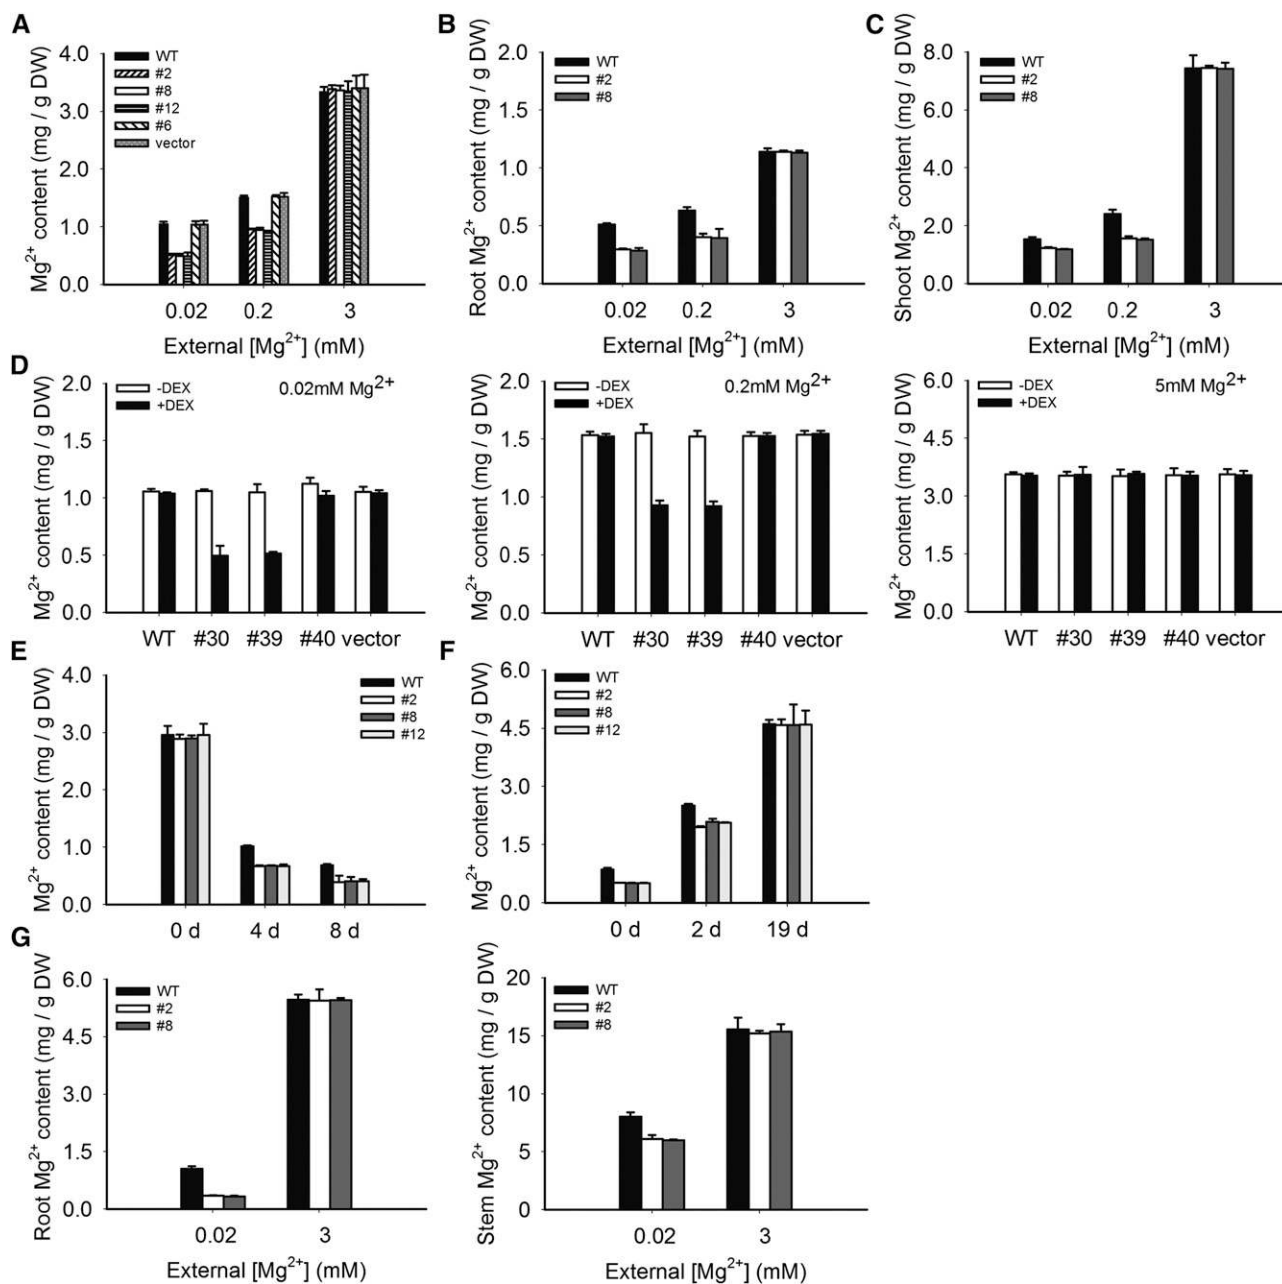 A
Mg2+ content (mg / g DW)
4.0
3.0
2.0
1.0
0.0
WT
#2
#8
#12
#6
vector
0.02 0.2 3
External [Mg2+] (mM)
B
Root Mg2+ content (mg / g DW)
2.0
1.5
1.0
0.5
0.0
WT
#2
#8
0.02 0.2 3
External [Mg2+] (mM)
C
Shoot Mg2+ content (mg / g DW)
8.0
6.0
4.0
2.0
0.0
WT
#2
#8
0.02 0.2 3
External [Mg2+] (mM)
D
Mg2+ content (mg / g DW)
2.0
1.5
1.0
0.5
0.0
-DEX
+DEX
0.02mM Mg2+
WT #30 #39 #40 vector
Mg2+ content (mg / g DW)
2.0
1.5
1.0
0.5
0.0
-DEX
+DEX
0.2mM Mg2+
WT #30 #39 #40 vector
Mg2+ content (mg / g DW)
6.0
4.5
3.0
1.5
0.0
-DEX
+DEX
5mM Mg2+
WT #30 #39 #40 vector
E
Mg2+ content (mg / g DW)
4.0
3.0
2.0
1.0
0.0
WT
#2
#8
#12
0 d 4 d 8 d
F
Mg2+ content (mg / g DW)
6.0
4.5
3.0
1.5
0.0
WT
#2
#8
#12
0 d 2 d 19 d
G
Root Mg2+ content (mg / g DW
6.0
4.5
3.0
1.5
0.0
WT
#2
#8
0.02 3
External [Mg2+] (mM)
Stem Mg2+ content (mg / g DW)
20
15
10
5
0
WT
#2
#8
0.02 3
External [Mg2+] (mM)